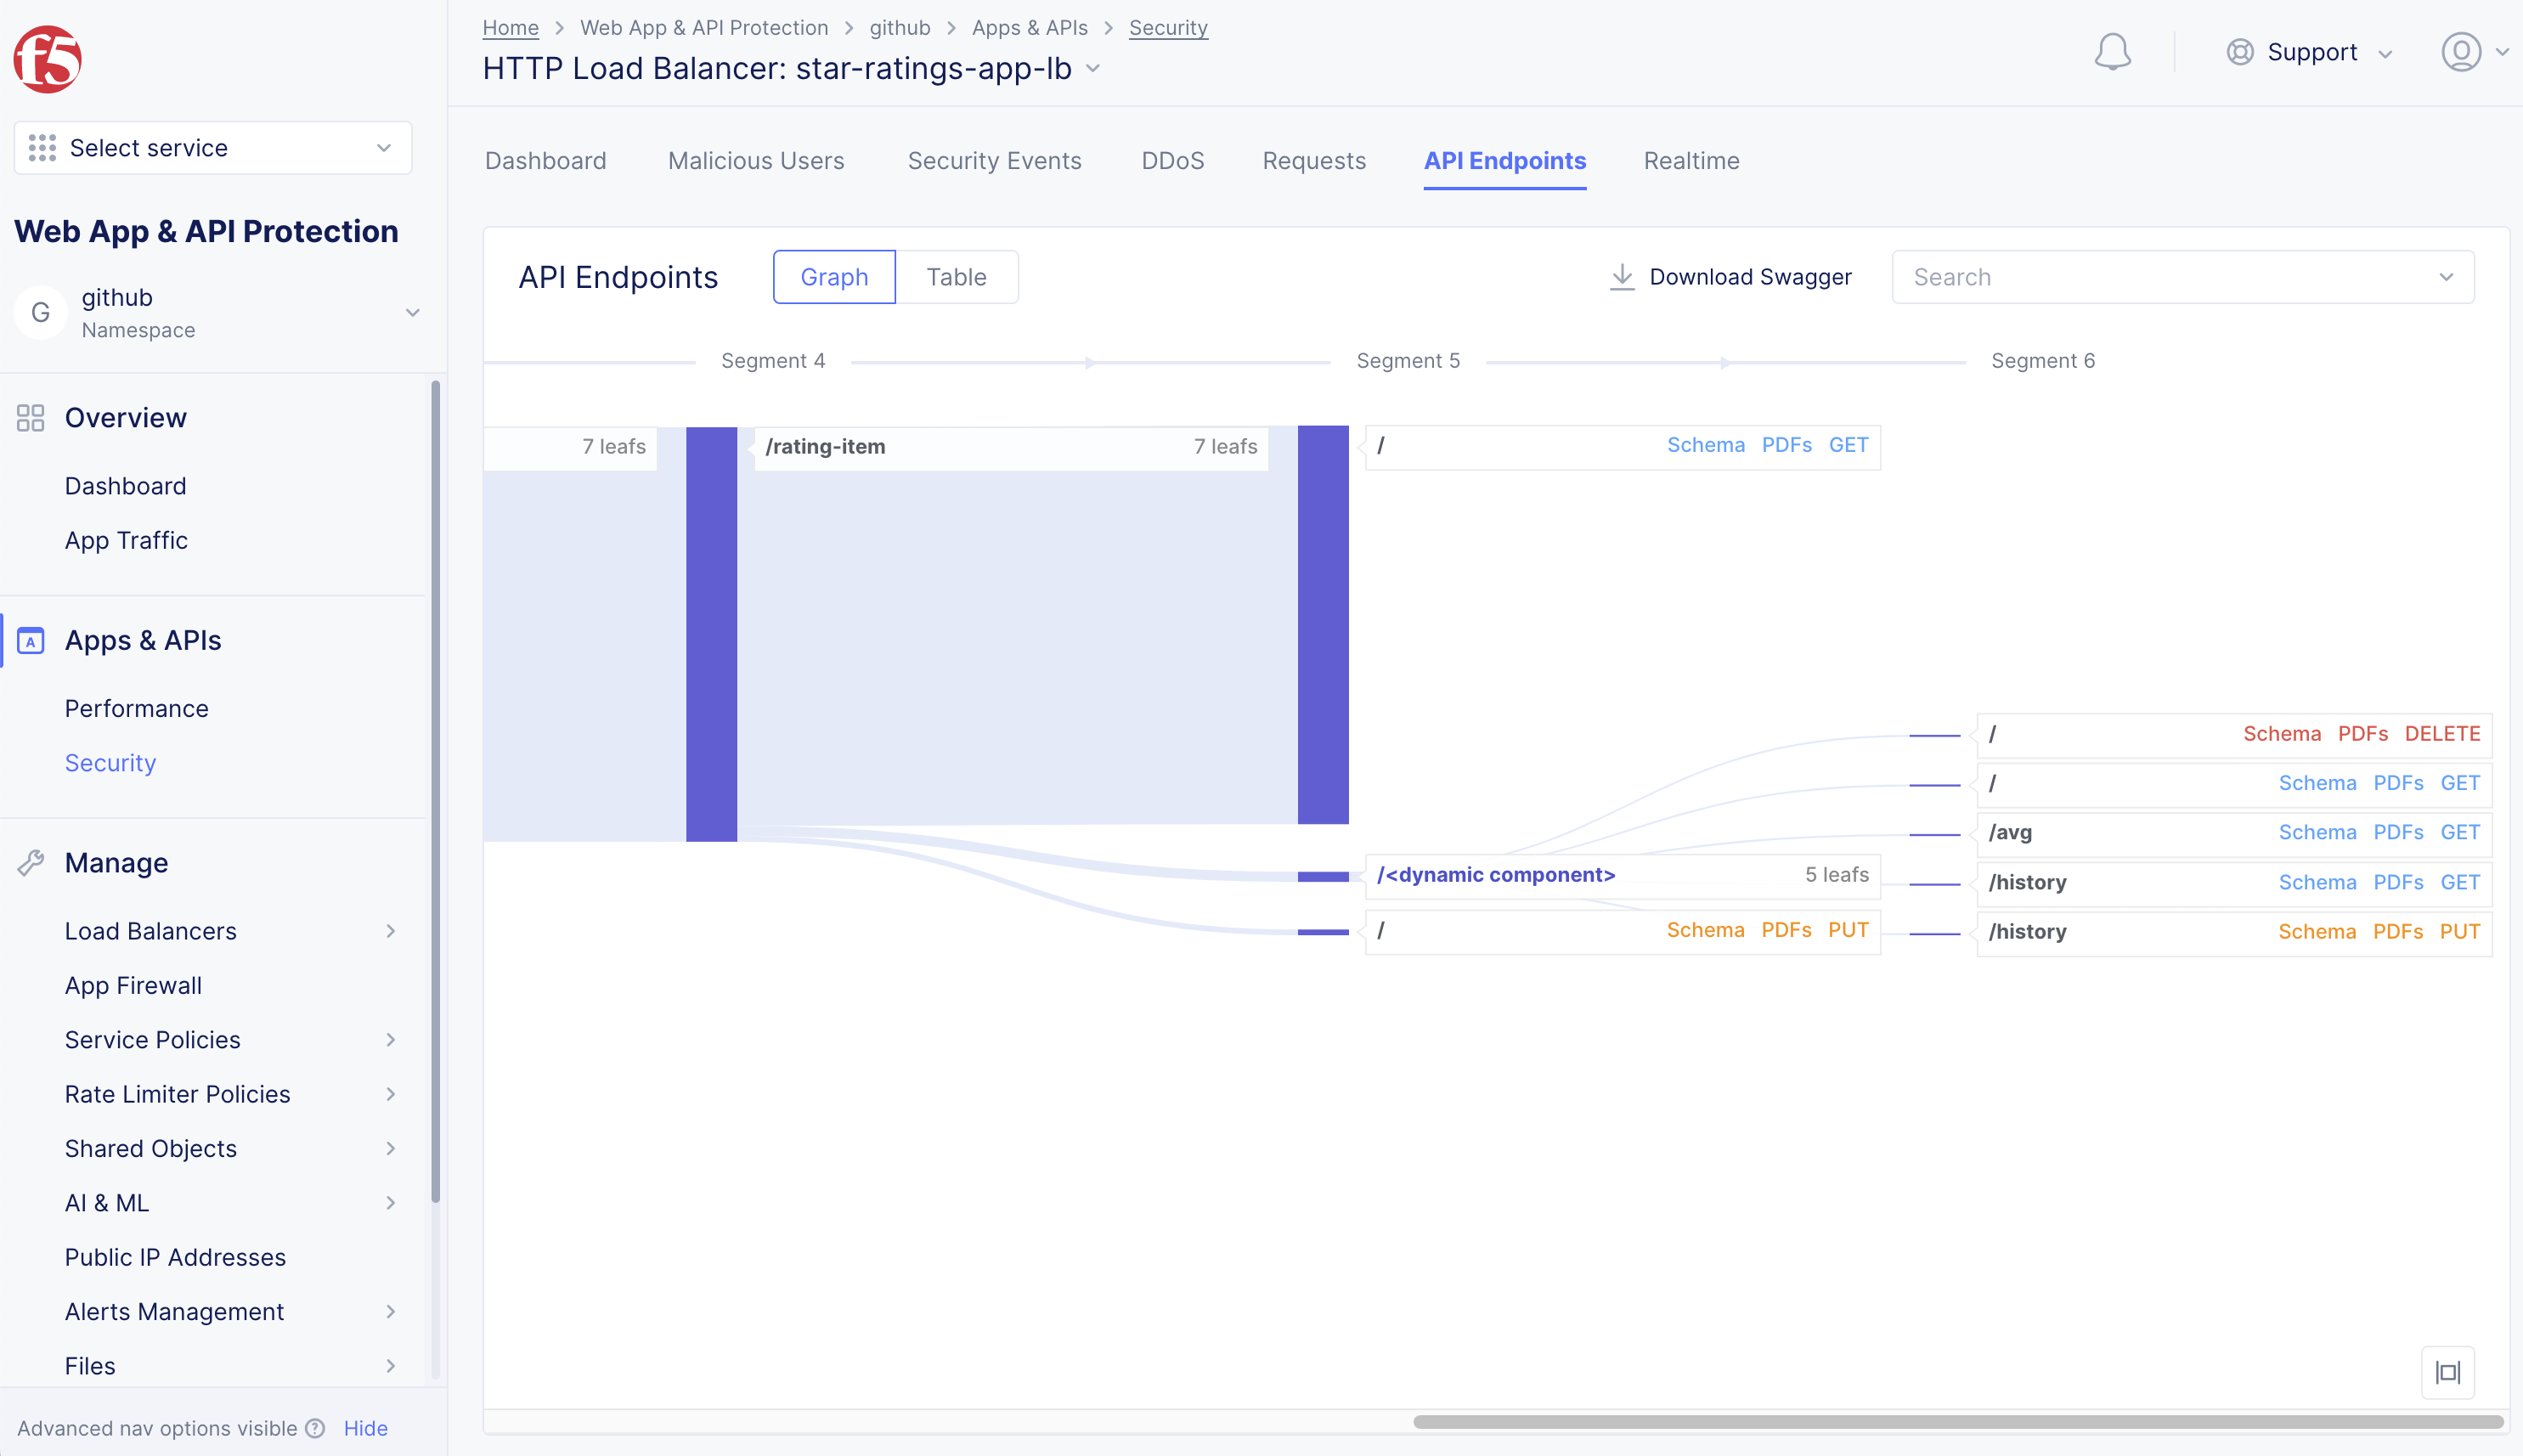 f5
Select service
Web App & API Protection
G
github
Namespace
Overview
Dashboard
App Traffic
A
Apps & APIs
Performance
Security
Manage
Load Balancers
App Firewall
Service Policies
Rate Limiter Policies
Shared Objects
AI & ML
Public IP Addresses
Alerts Management
Files
Advanced nav options visible ? Hide
Home > Web App & API Protection > github > Apps & APIs > Security
HTTP Load Balancer: star-ratings-app-lb
Support
Dashboard Malicious Users Security Events DDoS Requests API Endpoints Realtime
API Endpoints Graph Table Download Swagger Search
Segment 4 Segment 5 Segment 6
7 leafs /rating-item 7 leafs / Schema PDFs GET
/ Schema PDFs DELETE
/ Schema PDFs GET
/avg Schema PDFs GET
/<dynamic component> 5 leafs /history Schema PDFs GET
/ Schema PDFs PUT /history Schema PDFs PUT